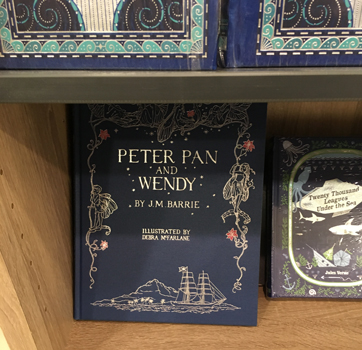 PETER PAN
AND
WENDY
BY J.M. BARRIE
ILLUSTRATED BY
DEBRA McFARLANE
Twenty Thousand
Leagues
Under the Sea
Jules Verne